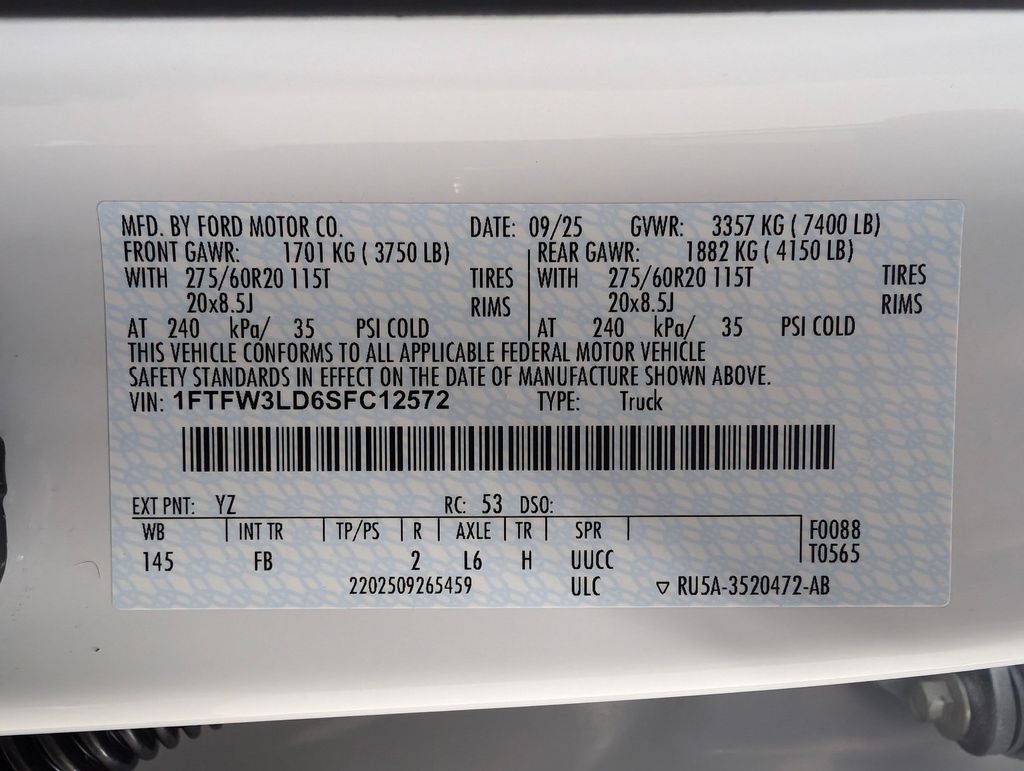 MFD. BY FORD MOTOR CO. DATE: 09/25 GVWR: 3357 KG ( 7400 LB)
FRONT GAWR: 1701 KG ( 3750 LB) REAR GAWR: 1882 KG ( 4150 LB)
WITH 275/60R20 115T TIRES WITH 275/60R20 115T TIRES
20x8.5J RIMS 20x8.5J RIMS
AT 240 kPa/ 35 PSI COLD AT 240 kPa/ 35 PSI COLD
THIS VEHICLE CONFORMS TO ALL APPLICABLE FEDERAL MOTOR VEHICLE
SAFETY STANDARDS IN EFFECT ON THE DATE OF MANUFACTURE SHOWN ABOVE.
VIN: 1FTFW3LD6SFC12572 TYPE: Truck
EXT PNT: YZ RC: 53 DSO:
WB INT TR TP/PS R AXLE TR SPR F0088
145 FB 2 L6 H UUCC T0565
2202509265459 ULC ▽ RU5A-3520472-AB